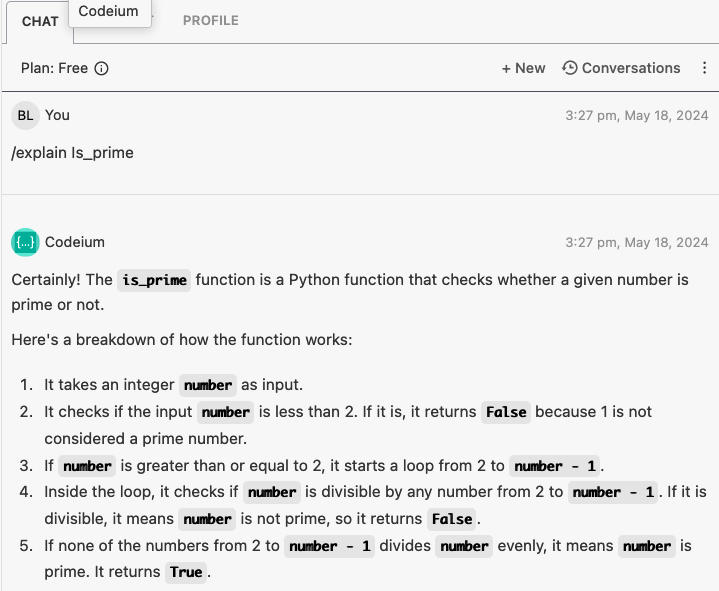 CHAT
Codeium
PROFILE
Plan: Free
+ New
Conversations
BL You
3:27 pm, May 18, 2024
/explain Is_prime
{...} Codeium
3:27 pm, May 18, 2024
Certainly! The is_prime function is a Python function that checks whether a given number is
prime or not.
Here's a breakdown of how the function works:
1. It takes an integer number as input.
2. It checks if the input number is less than 2. If it is, it returns False because 1 is not
considered a prime number.
3. If number is greater than or equal to 2, it starts a loop from 2 to number - 1.
4. Inside the loop, it checks if number is divisible by any number from 2 to number - 1. If it is
divisible, it means number is not prime, so it returns False.
5. If none of the numbers from 2 to number - 1 divides number evenly, it means number is
prime. It returns True.